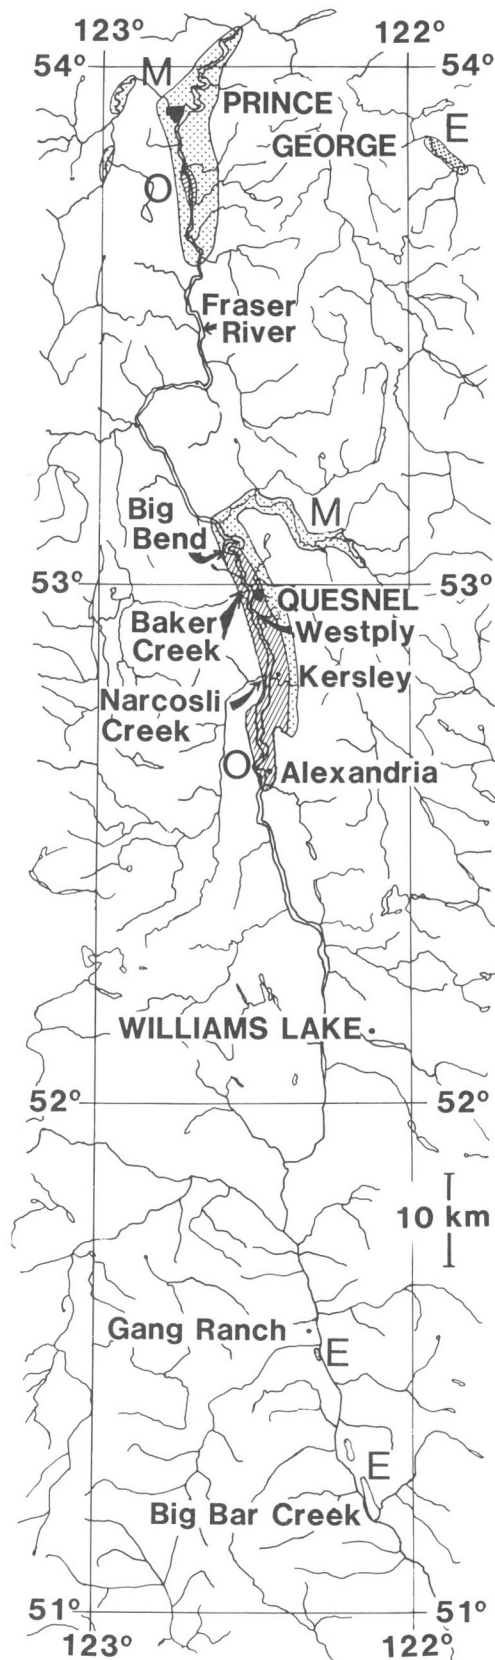 123° 122°
54° M 54°
PRINCE
GEORGE E
O
Fraser
River
Big
Bend M
53° 53°
QUESNEL
Baker
Creek Westply
Kersley
Narcosli
Creek
O Alexandria
WILLIAMS LAKE
52° 52°
10 km
Gang Ranch
E
E
Big Bar Creek
51° 51°
123° 122°